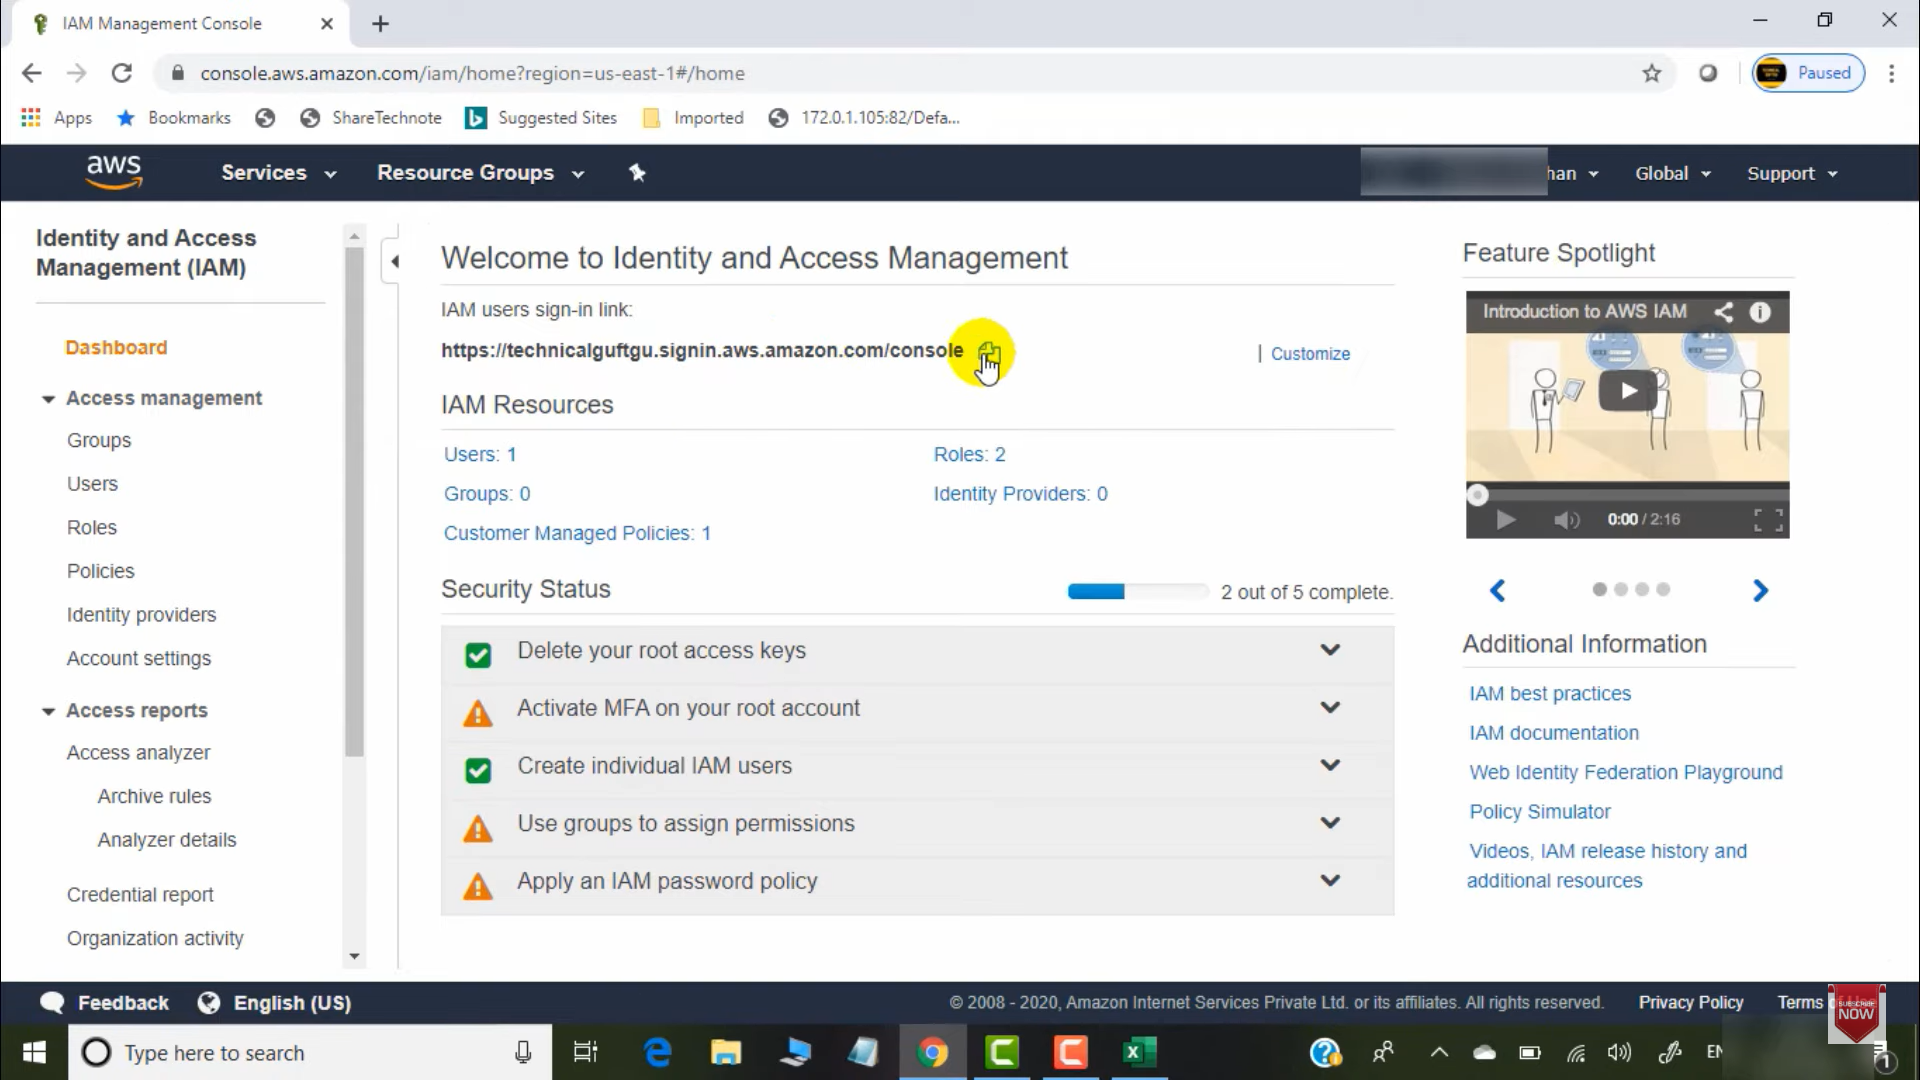 IAM Management Console
console.aws.amazon.com/iam/home?region=us-east-1#/home
Paused
Apps
Bookmarks
ShareTechnote
Suggested Sites
Imported
172.0.1.105:82/Defa...
aws
Services
Resource Groups
han
Global
Support
Identity and Access
Management (IAM)
Dashboard
Access management
Groups
Users
Roles
Policies
Identity providers
Account settings
Access reports
Access analyzer
Archive rules
Analyzer details
Credential report
Organization activity
Welcome to Identity and Access Management
IAM users sign-in link:
https://technicalguftgu.signin.aws.amazon.com/console
| Customize
IAM Resources
Users: 1
Roles: 2
Groups: 0
Identity Providers: 0
Customer Managed Policies: 1
Security Status
2 out of 5 complete.
Delete your root access keys
Activate MFA on your root account
Create individual IAM users
Use groups to assign permissions
Apply an IAM password policy
Feature Spotlight
Introduction to AWS IAM
0:00 / 2:16
Additional Information
IAM best practices
IAM documentation
Web Identity Federation Playground
Policy Simulator
Videos, IAM release history and
additional resources
Feedback
English (US)
© 2008 - 2020, Amazon Internet Services Private Ltd. or its affiliates. All rights reserved.
Privacy Policy
Terms
SUBSCRIBE
NOW
Type here to search
1